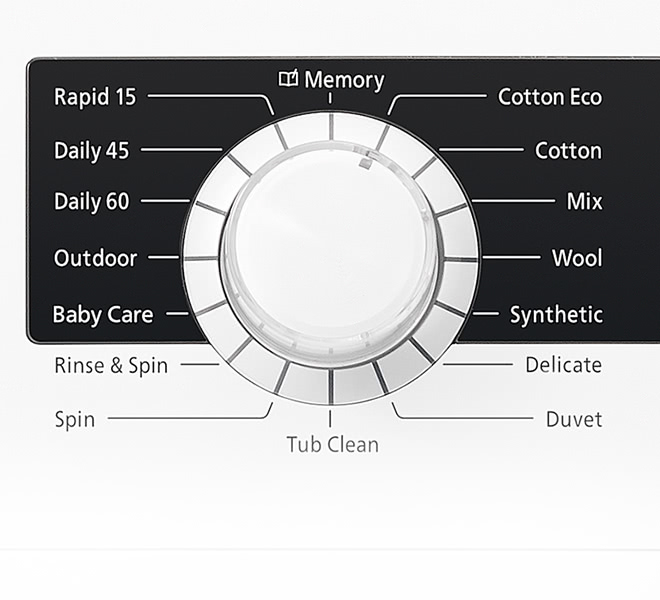 Memory
Rapid 15
Cotton Eco
Daily 45
Cotton
Daily 60
Mix
Outdoor
Wool
Baby Care
Synthetic
Rinse & Spin
Delicate
Spin
Duvet
Tub Clean